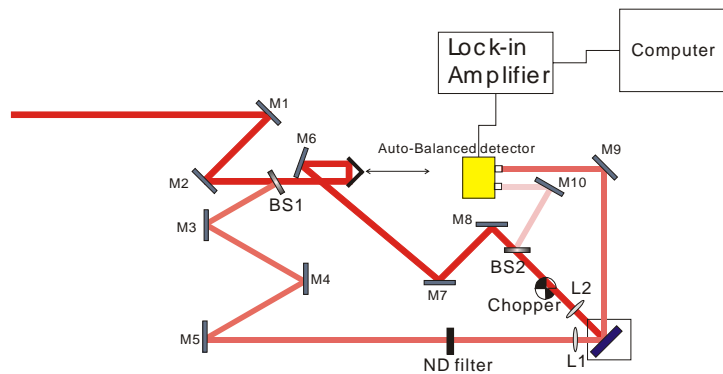 Lock-in
Amplifier
Computer
M1
M6
Auto-Balanced detector
M9
M2
BS1
M10
M3
M8
BS2
M4
M7
Chopper
L2
M5
ND filter
L1